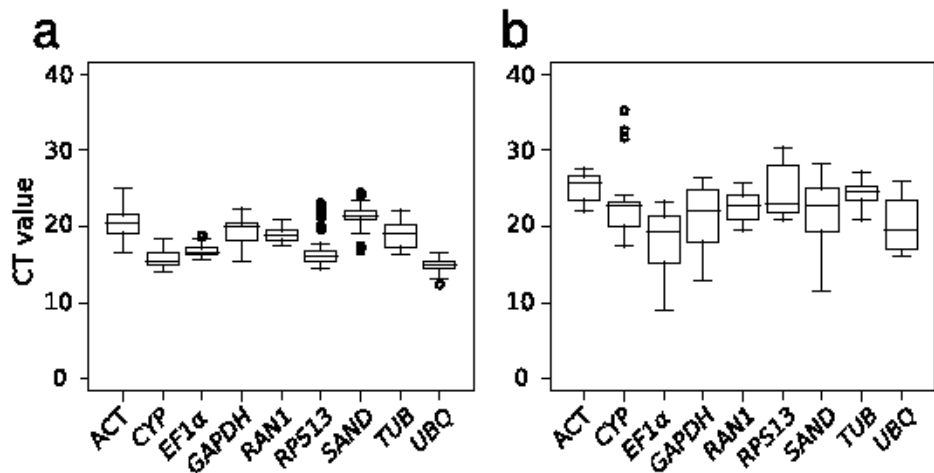 a
b
CT value
40
30
20
10
0
ACT
CYP
EF1α
GAPDH
RAN1
RPS13
SAND
TUB
UBQ
40
30
20
10
0
ACT
CYP
EF1α
GAPDH
RAN1
RPS13
SAND
TUB
UBQ